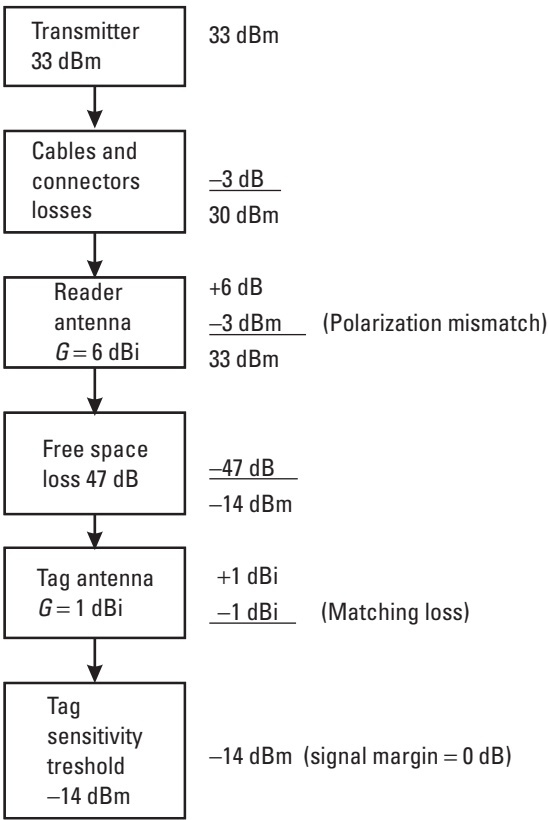 Transmitter
33 dBm
33 dBm
Cables and
connectors
losses
–3 dB
30 dBm
Reader
antenna
G = 6 dBi
+6 dB
–3 dBm (Polarization mismatch)
33 dBm
Free space
loss 47 dB
–47 dB
–14 dBm
Tag antenna
G = 1 dBi
+1 dBi
–1 dBi (Matching loss)
Tag
sensitivity
treshold
–14 dBm
–14 dBm (signal margin = 0 dB)